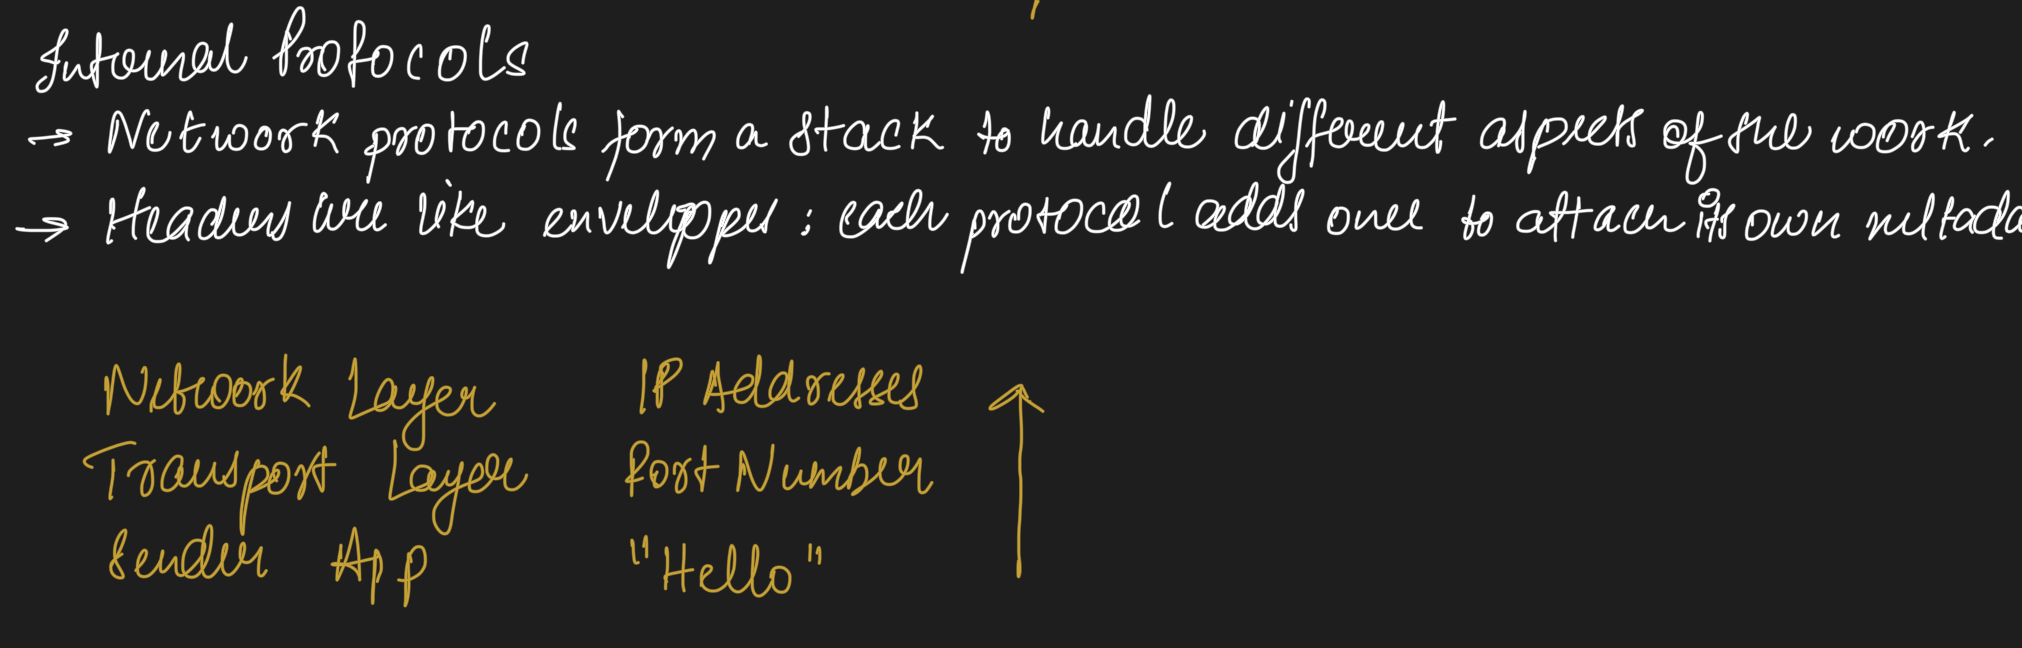 Internal Protocols
→ Network protocols form a stack to handle different aspects of the work.
→ Headers are like envelopes : each protocol adds one to attach its own metada
Network Layer IP Addresses
Transport Layer Port Number
Sender App "Hello"